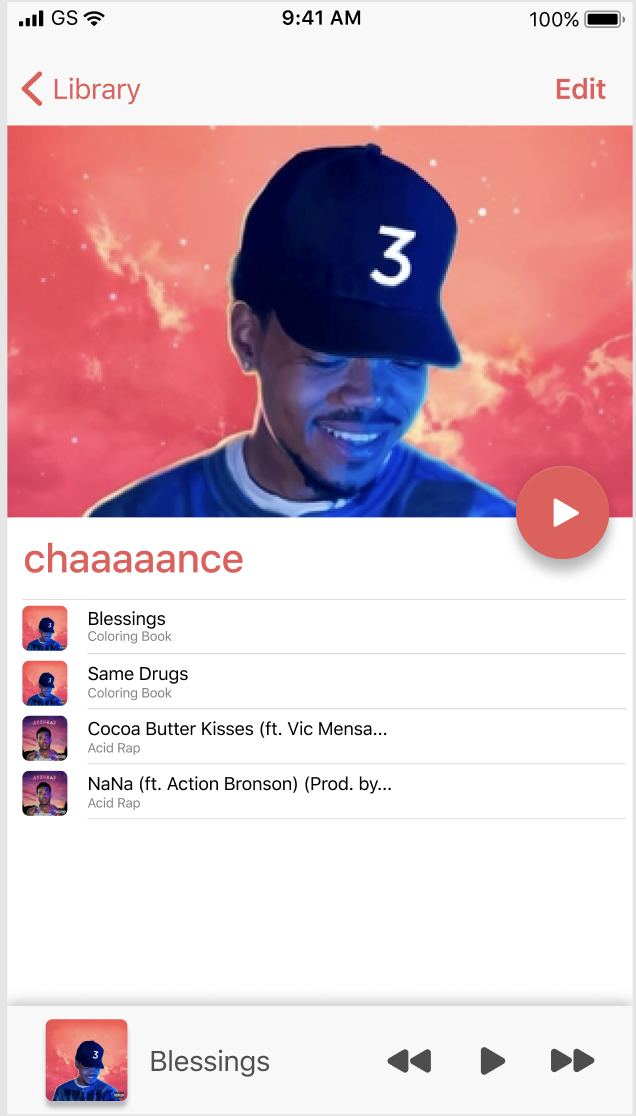 GS 9:41 AM 100%
Library Edit
3
chaaaaance
Blessings
Coloring Book
Same Drugs
Coloring Book
Cocoa Butter Kisses (ft. Vic Mensa...
Acid Rap
NaNa (ft. Action Bronson) (Prod. by...
Acid Rap
3
Blessings